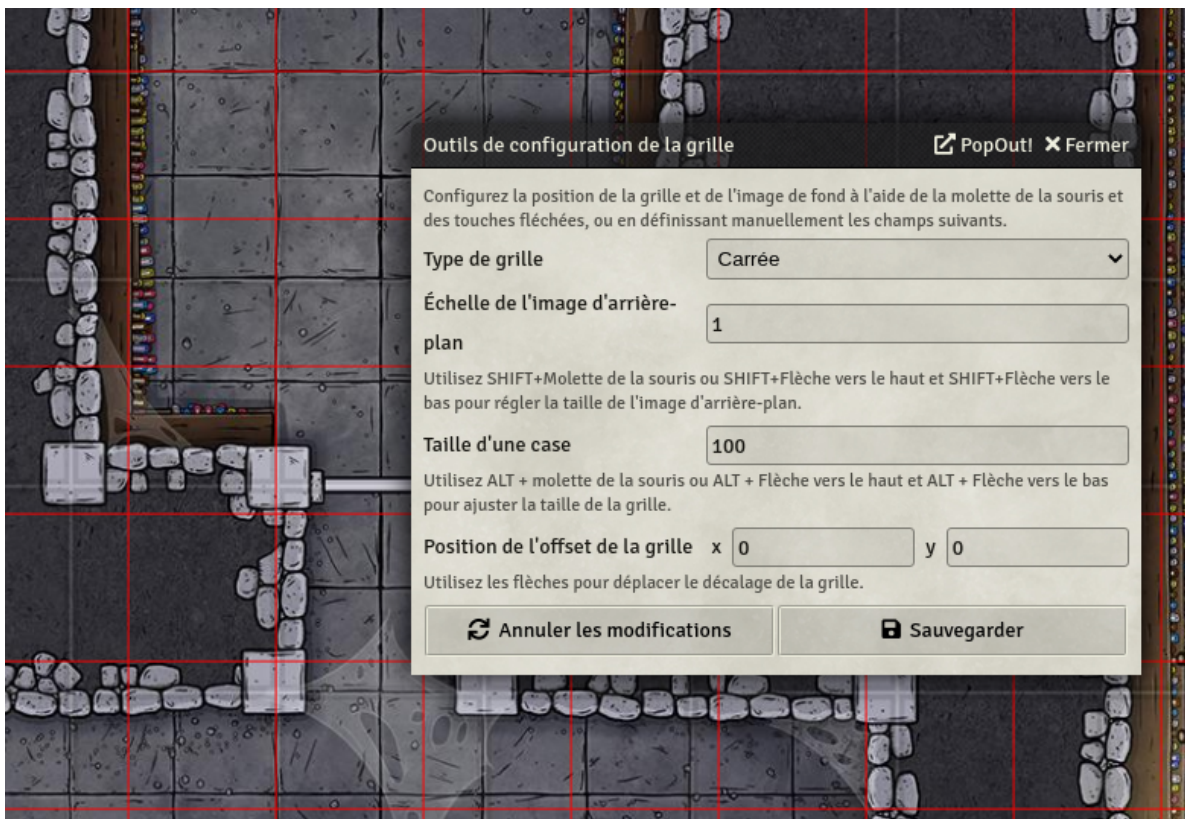 Outils de configuration de la grille PopOut! Fermer
Configurez la position de la grille et de l'image de fond à l'aide de la molette de la souris et
des touches fléchées, ou en définissant manuellement les champs suivants.
Type de grille Carrée
Échelle de l'image d'arrière-
plan 1
Utilisez SHIFT+Molette de la souris ou SHIFT+Flèche vers le haut et SHIFT+Flèche vers le
bas pour régler la taille de l'image d'arrière-plan.
Taille d'une case 100
Utilisez ALT + molette de la souris ou ALT + Flèche vers le haut et ALT + Flèche vers le bas
pour ajuster la taille de la grille.
Position de l'offset de la grille x 0 y 0
Utilisez les flèches pour déplacer le décalage de la grille.
Annuler les modifications Sauvegarder